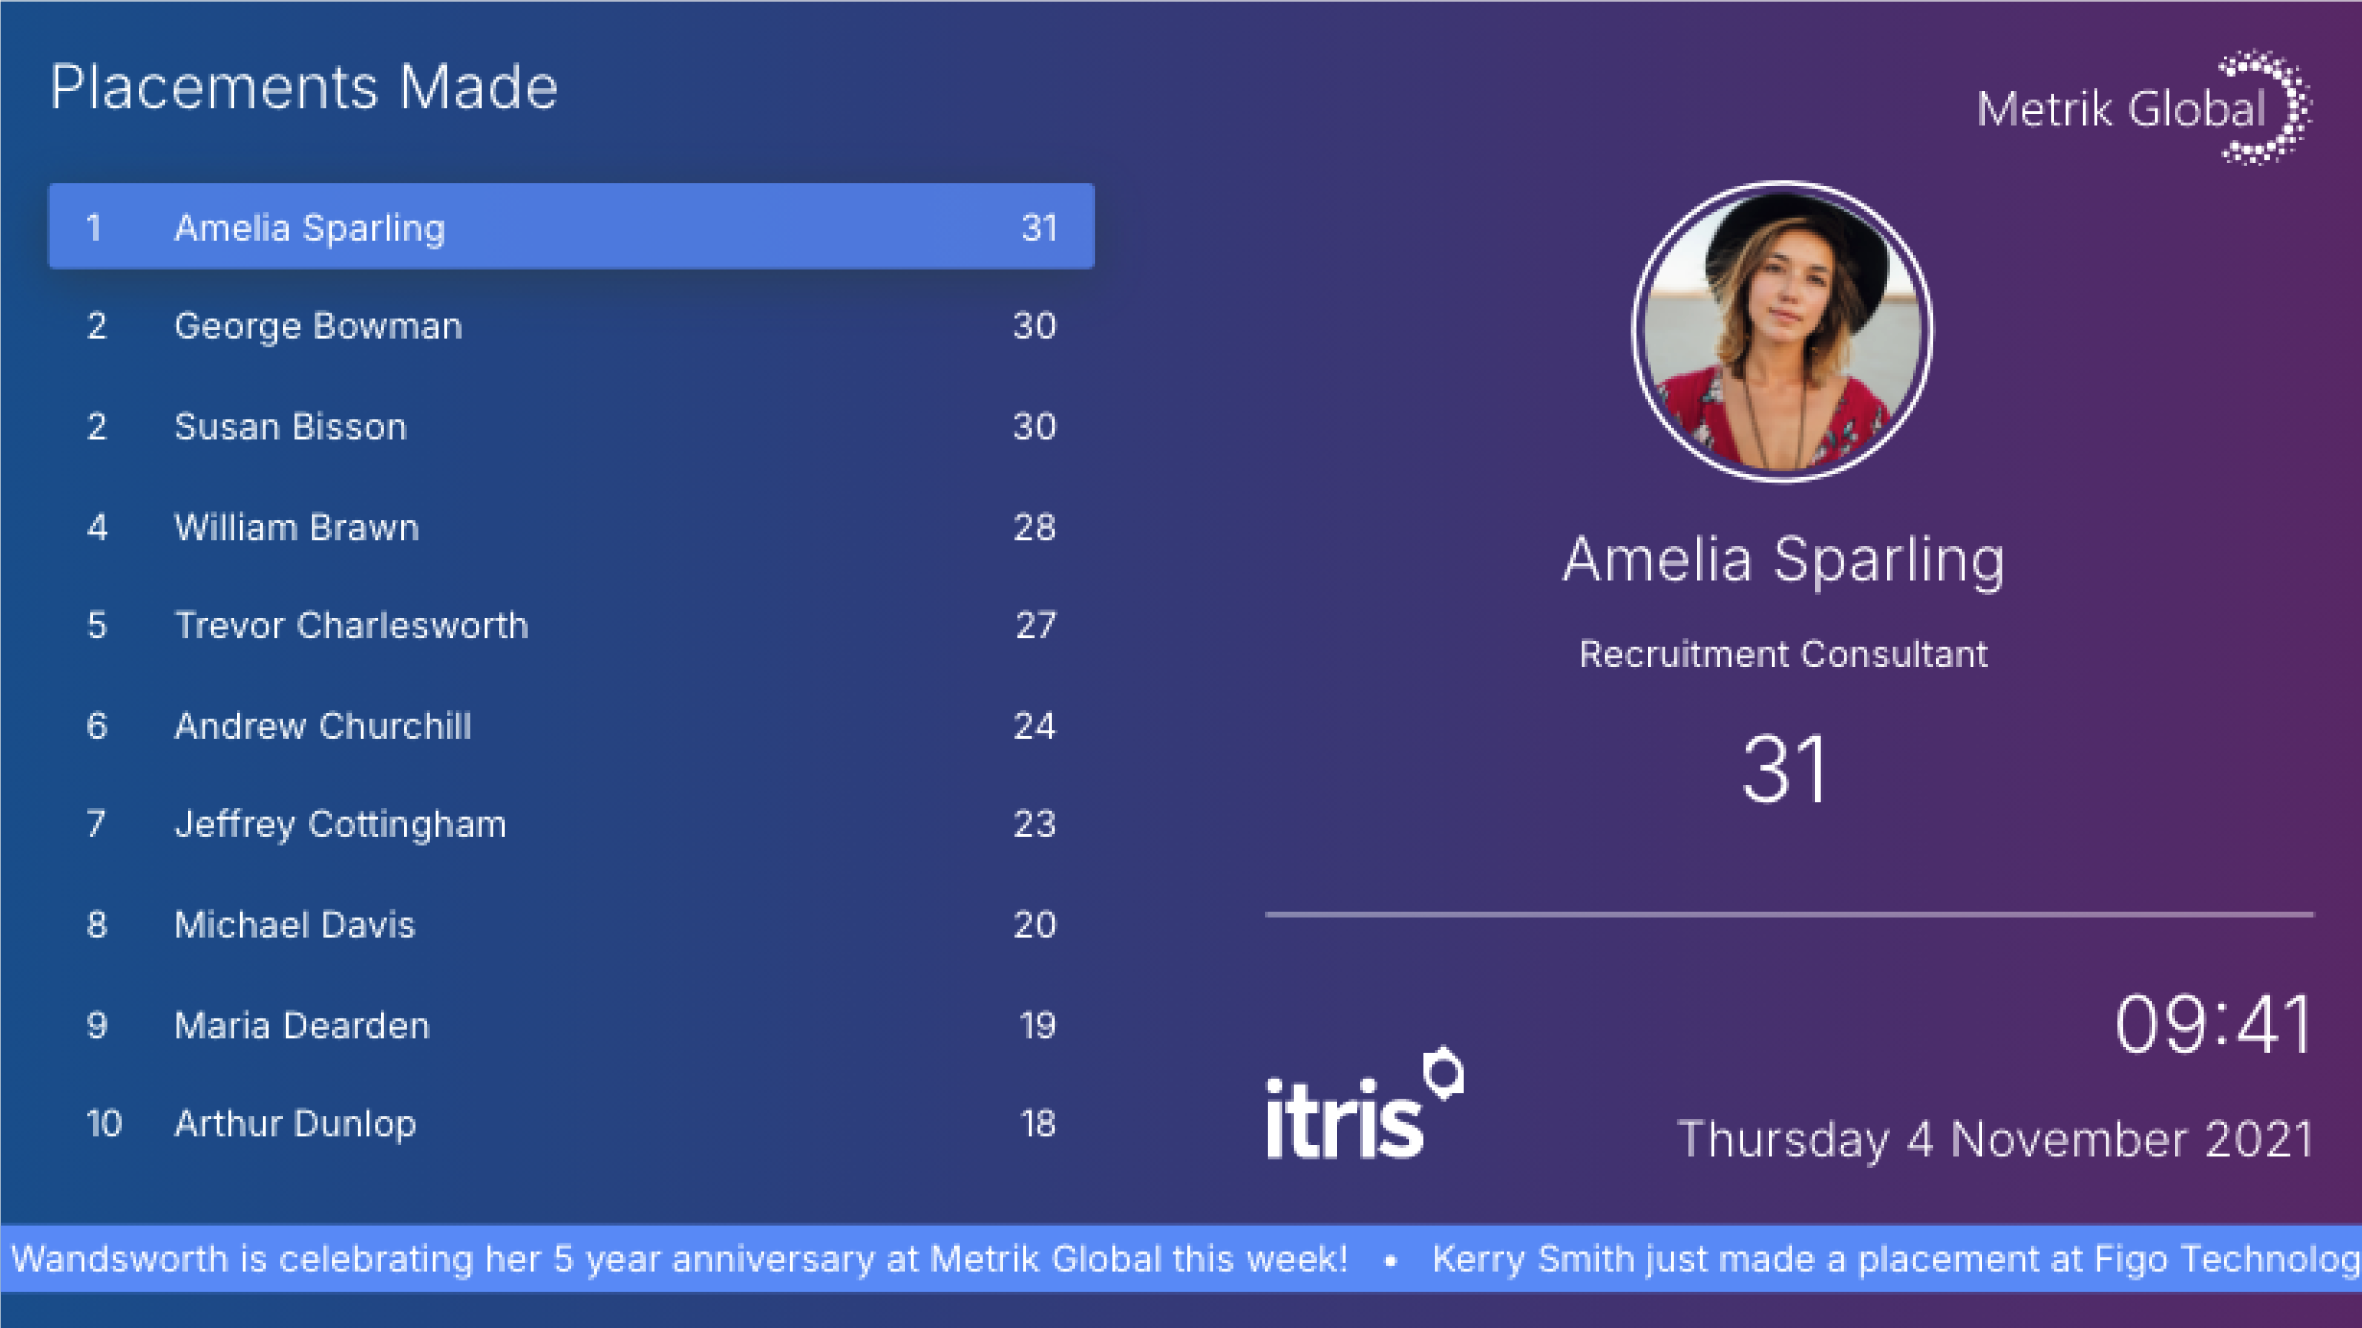 Placements Made
Metrik Global
1 Amelia Sparling 31
2 George Bowman 30
2 Susan Bisson 30
4 William Brawn 28
5 Trevor Charlesworth 27
6 Andrew Churchill 24
7 Jeffrey Cottingham 23
8 Michael Davis 20
9 Maria Dearden 19
10 Arthur Dunlop 18
Amelia Sparling
Recruitment Consultant
31
itris
09:41
Thursday 4 November 2021
Wandsworth is celebrating her 5 year anniversary at Metrik Global this week! • Kerry Smith just made a placement at Figo Technolog